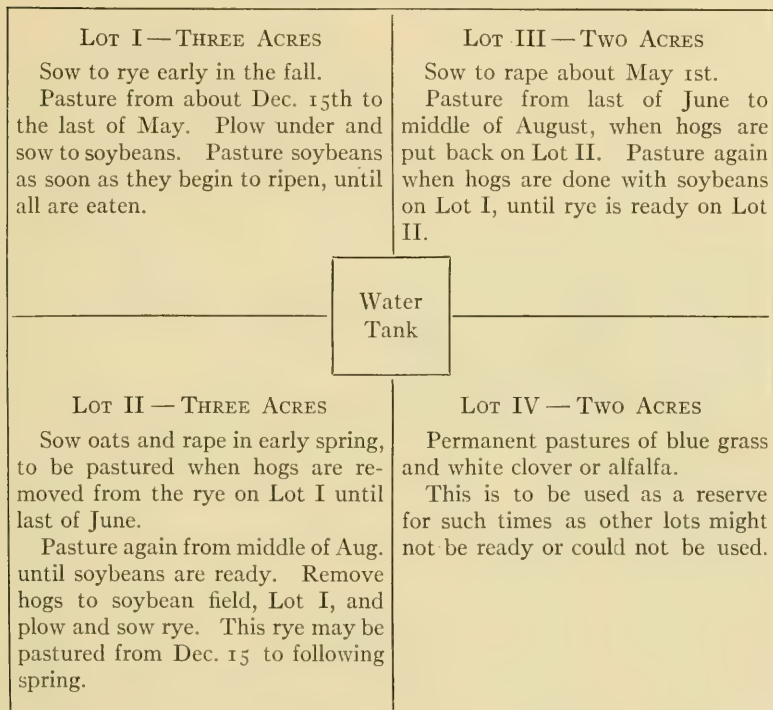 LOT I — THREE ACRES
Sow to rye early in the fall.
Pasture from about Dec. 15th to
the last of May. Plow under and
sow to soybeans. Pasture soybeans
as soon as they begin to ripen, until
all are eaten.
LOT III — TWO ACRES
Sow to rape about May 1st.
Pasture from last of June to
middle of August, when hogs are
put back on Lot II. Pasture again
when hogs are done with soybeans
on Lot I, until rye is ready on Lot
II.
Water
Tank
LOT II — THREE ACRES
Sow oats and rape in early spring,
to be pastured when hogs are re-
moved from the rye on Lot I until
last of June.
Pasture again from middle of Aug.
until soybeans are ready. Remove
hogs to soybean field, Lot I, and
plow and sow rye. This rye may be
pastured from Dec. 15 to following
spring.
LOT IV — TWO ACRES
Permanent pastures of blue grass
and white clover or alfalfa.
This is to be used as a reserve
for such times as other lots might
not be ready or could not be used.